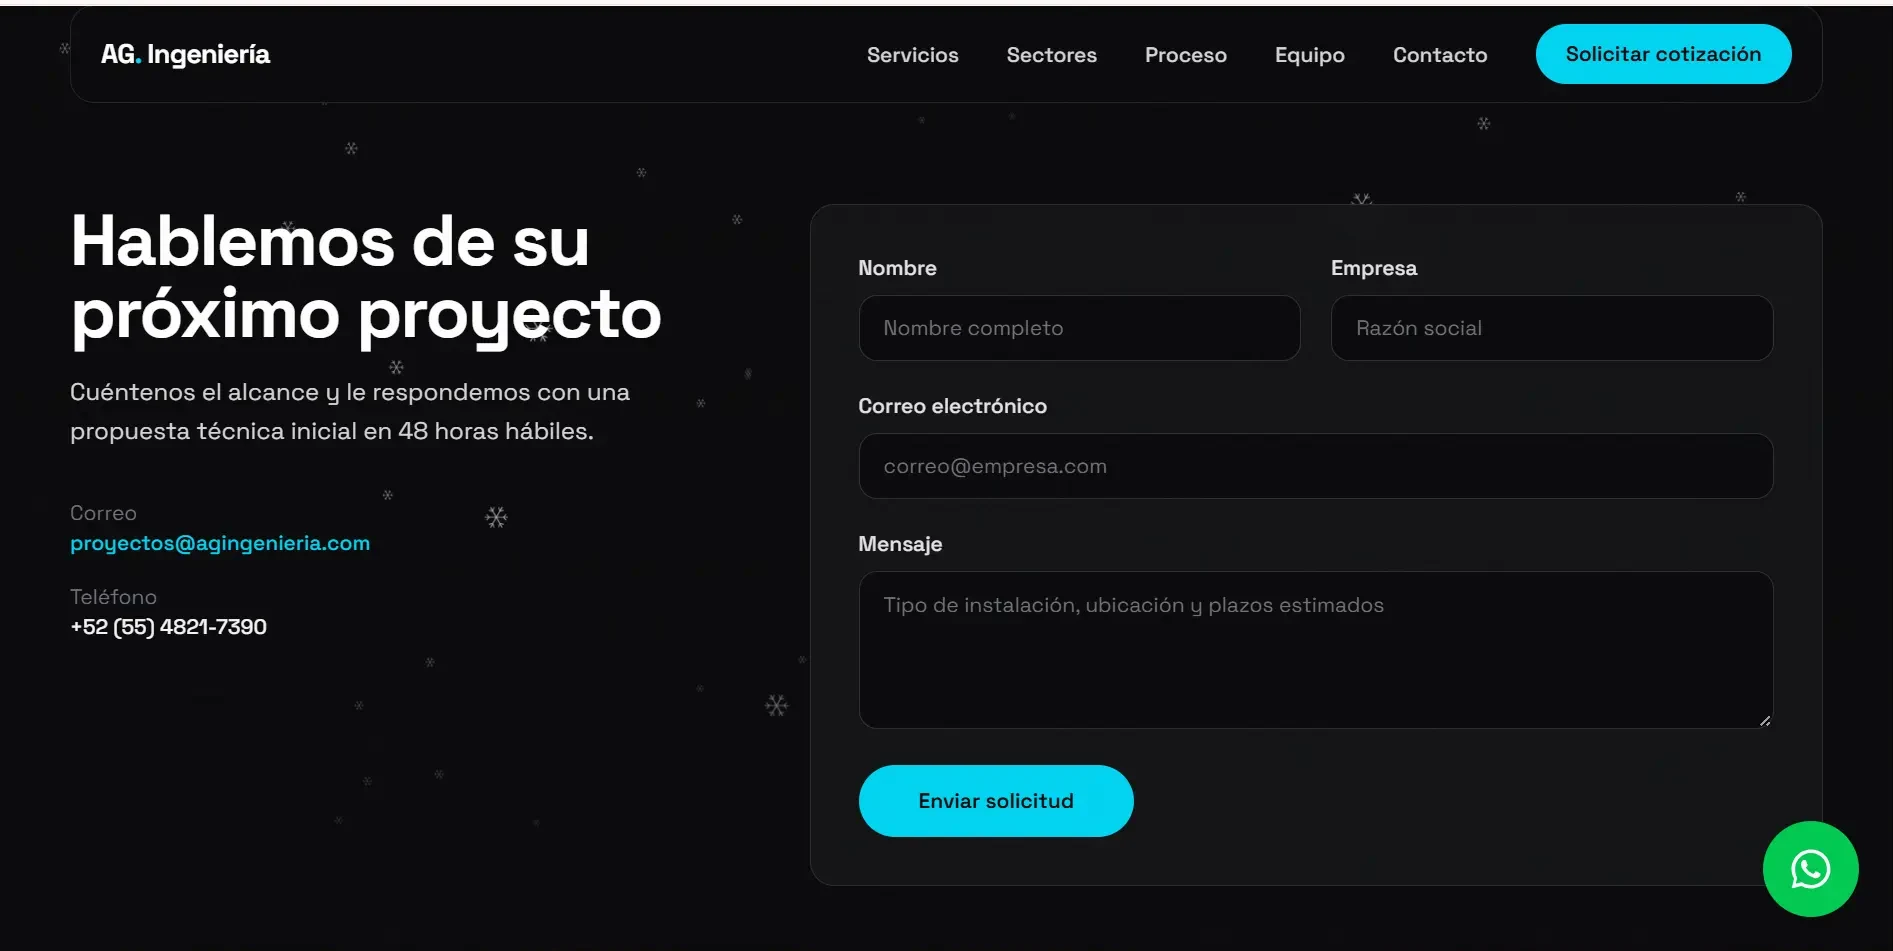 AG. Ingeniería
Servicios
Sectores
Proceso
Equipo
Contacto
Solicitar cotización
Hablemos de su
próximo proyecto
Cuéntenos el alcance y le respondemos con una
propuesta técnica inicial en 48 horas hábiles.
Correo
proyectos@agingenieria.com
Teléfono
+52 (55) 4821-7390
Nombre
Nombre completo
Empresa
Razón social
Correo electrónico
correo@empresa.com
Mensaje
Tipo de instalación, ubicación y plazos estimados
Enviar solicitud